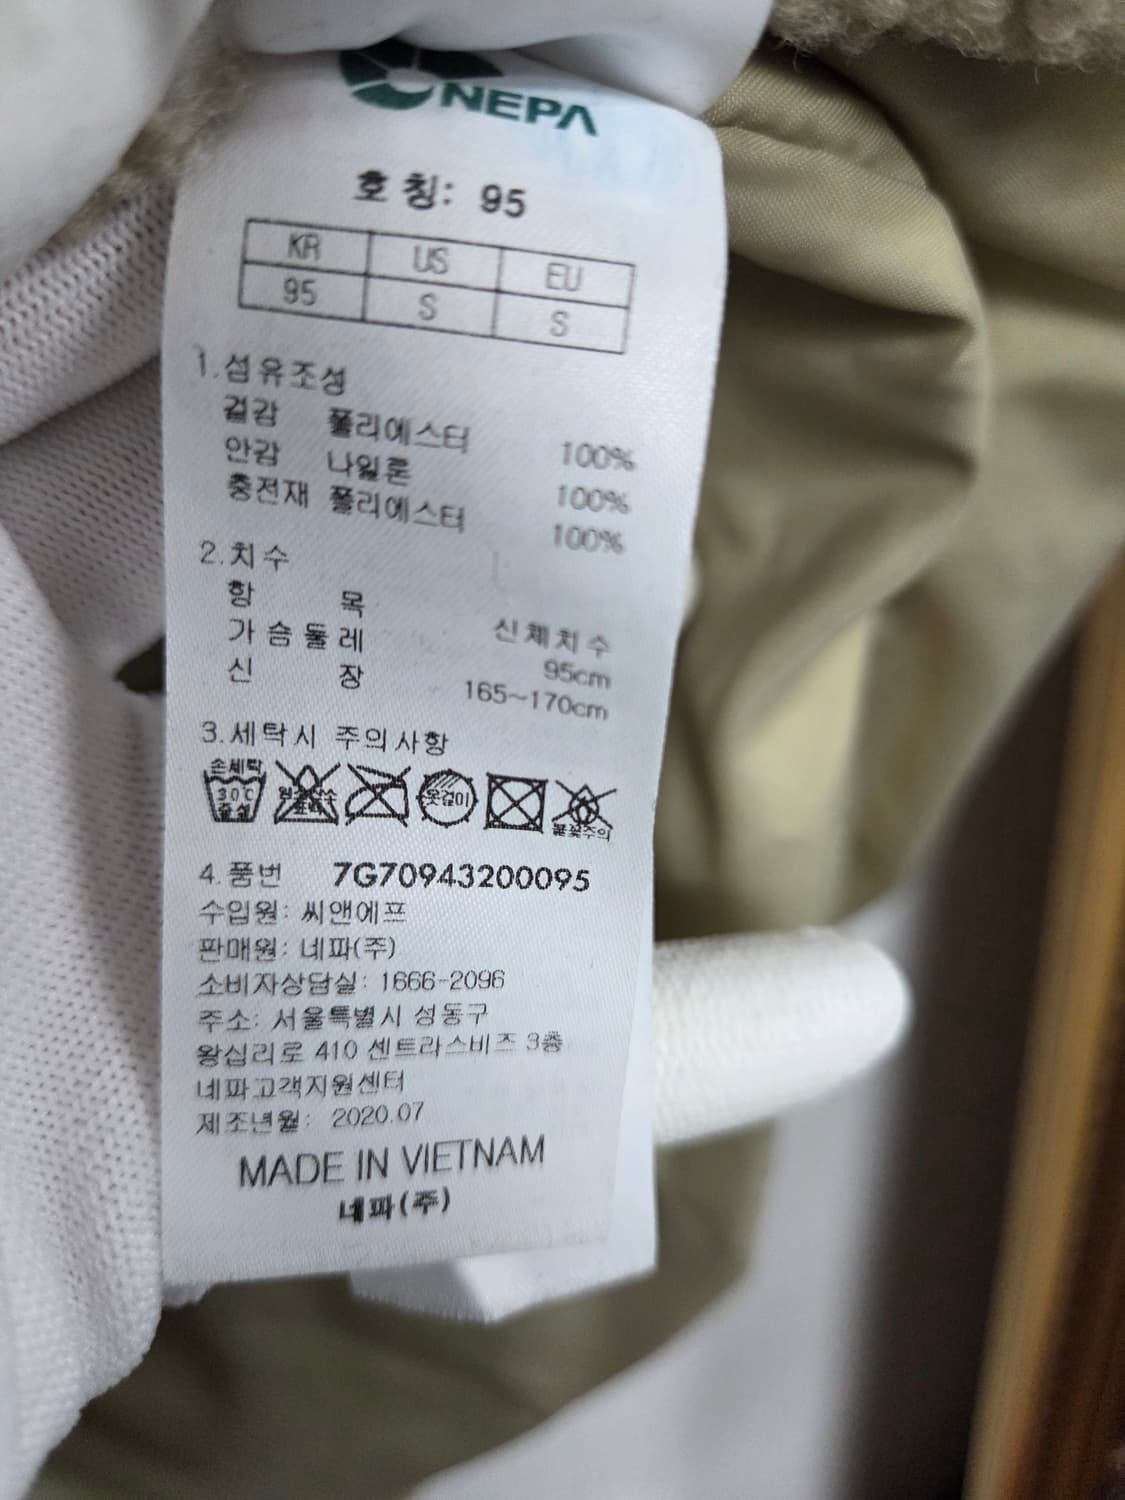 NEPA
호 칭: 95
KR US EU
95 S S
1.섬유조성
겉감 폴리에스터 100%
안감 나일론 100%
충전재 폴리에스터 100%
2.치수
항 목 신체치수
가슴둘레 95cm
신 장 165~170cm
3.세탁시 주의사항
손세탁
30℃
중성
옷걸이
불꽃주의
4.품번 7G70943200095
수입원: 씨앤에프
판매원: 네파(주)
소비자상담실: 1666-2096
주소: 서울특별시 성동구
왕십리로 410 센트라스비즈 3층
네파고객지원센터
제조년월: 2020.07
MADE IN VIETNAM
네파(주)